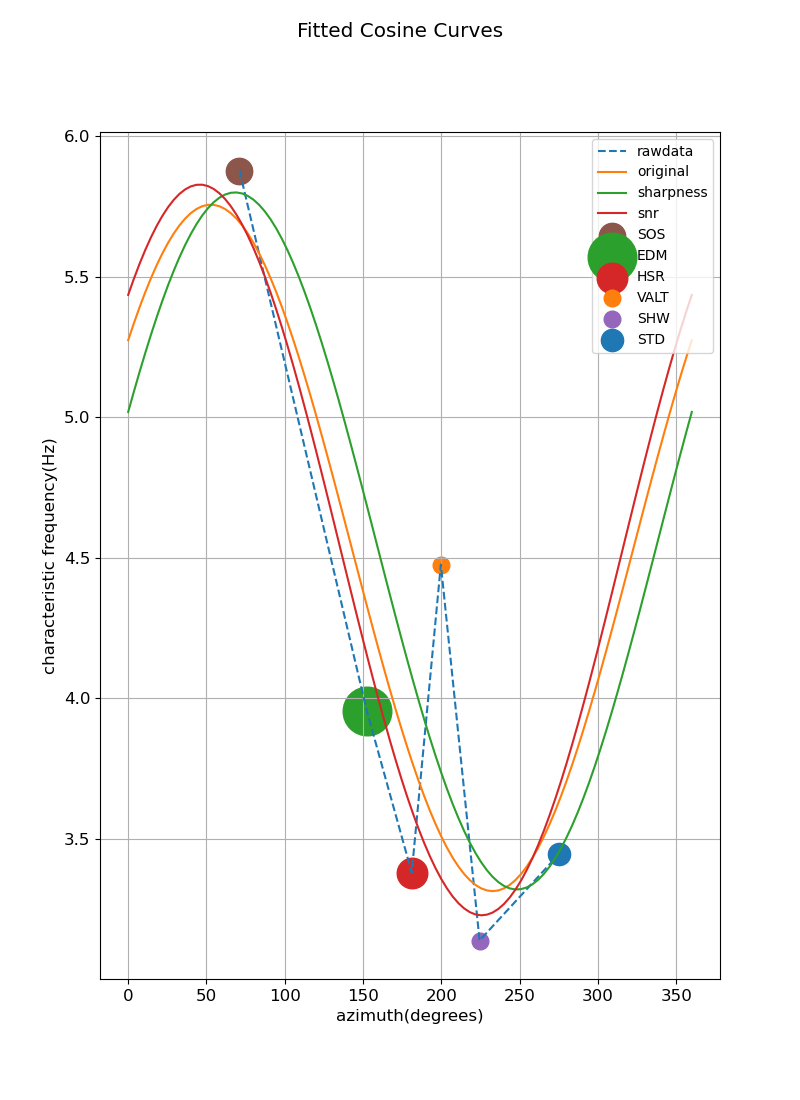 Fitted Cosine Curves
6.0
5.5
5.0
4.5
4.0
3.5
characteristic frequency(Hz)
rawdata
original
sharpness
snr
SOS
EDM
HSR
VALT
SHW
STD
0 50 100 150 200 250 300 350
azimuth(degrees)